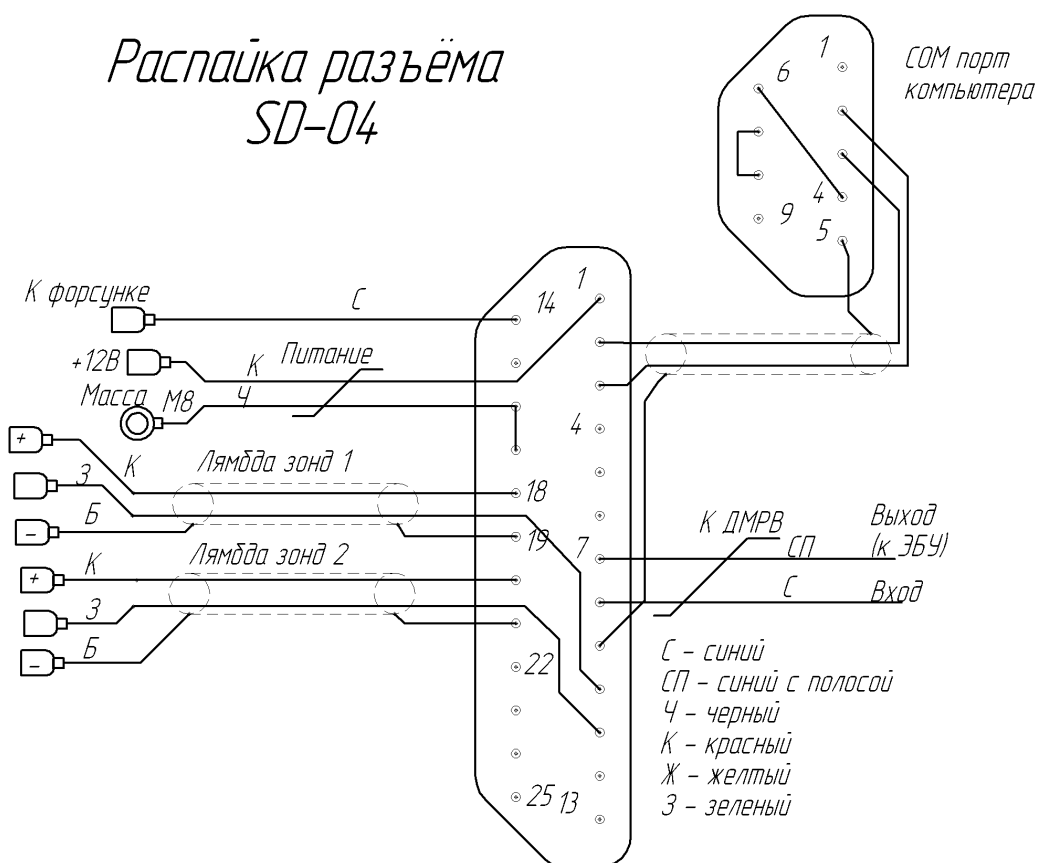 Распайка разъёма
SD-04
1
6
COM порт
компьютера
4
9
5
К форсунке
С
14
1
+12В
К
Питание
Масса
М8
Ч
4
+
К
Лямбда зонд 1
З
18
Б
-
19
7
К ДМРВ
Выход
(к ЭБУ)
СП
Лямбда зонд 2
+
К
С
Вход
З
Б
-
22
С - синий
СП - синий с полосой
Ч - черный
К - красный
Ж - желтый
З - зеленый
25
13